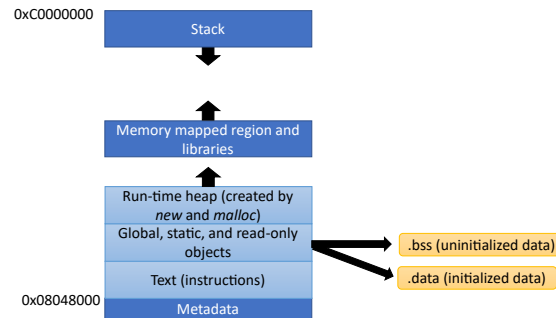 0xC0000000
Stack
Memory mapped region and
libraries
Run-time heap (created by
new and malloc)
Global, static, and read-only
objects
.bss (uninitialized data)
.data (initialized data)
Text (instructions)
0x08048000
Metadata